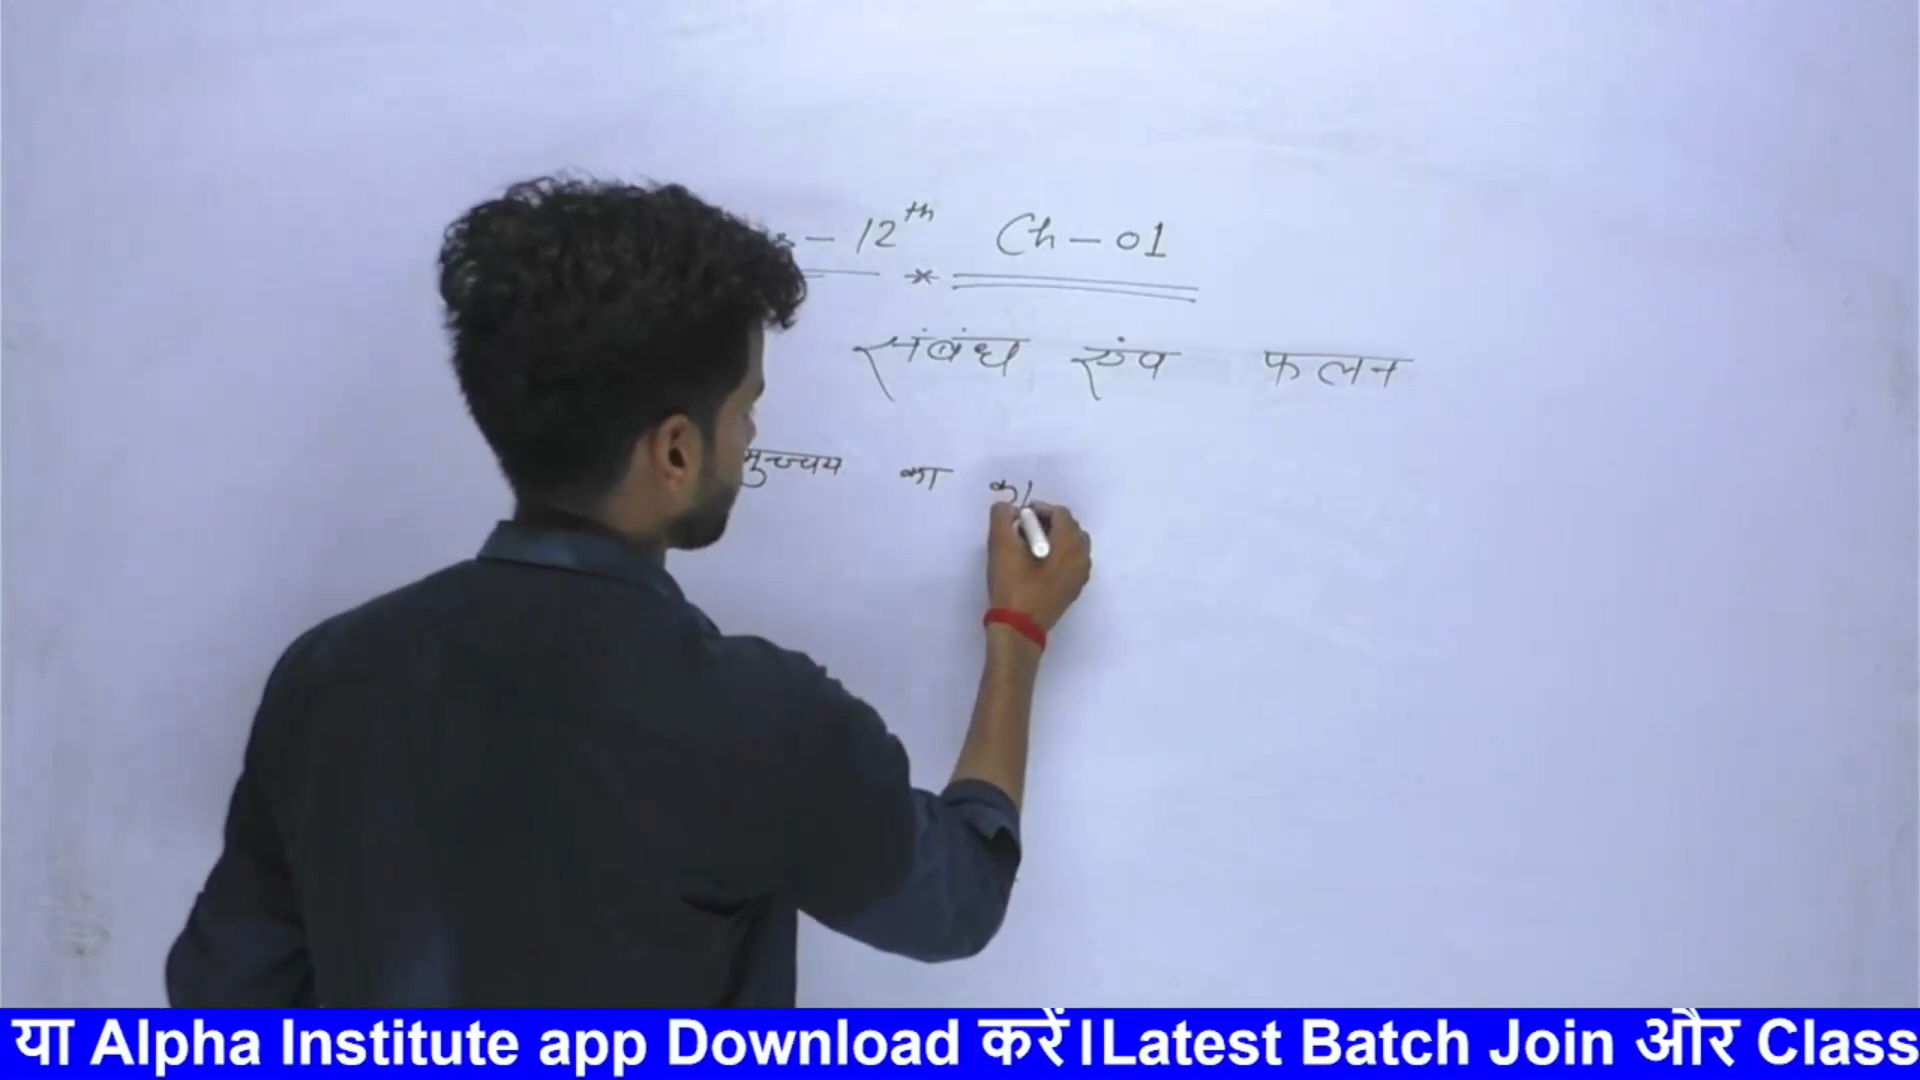 - 12th * Ch - 01
संबंध एंव फलन
मुच्चय का
या Alpha Institute app Download करें।Latest Batch Join और Class